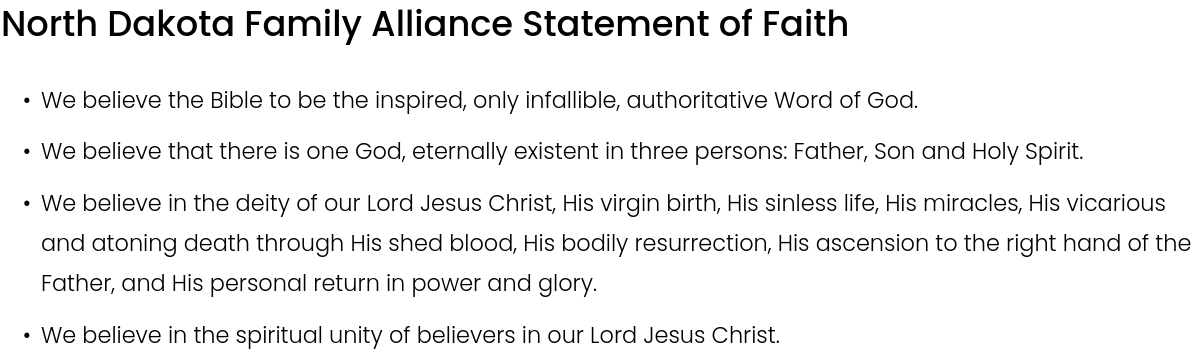 North Dakota Family Alliance Statement of Faith
• We believe the Bible to be the inspired, only infallible, authoritative Word of God.
• We believe that there is one God, eternally existent in three persons: Father, Son and Holy Spirit.
• We believe in the deity of our Lord Jesus Christ, His virgin birth, His sinless life, His miracles, His vicarious
and atoning death through His shed blood, His bodily resurrection, His ascension to the right hand of the
Father, and His personal return in power and glory.
• We believe in the spiritual unity of believers in our Lord Jesus Christ.